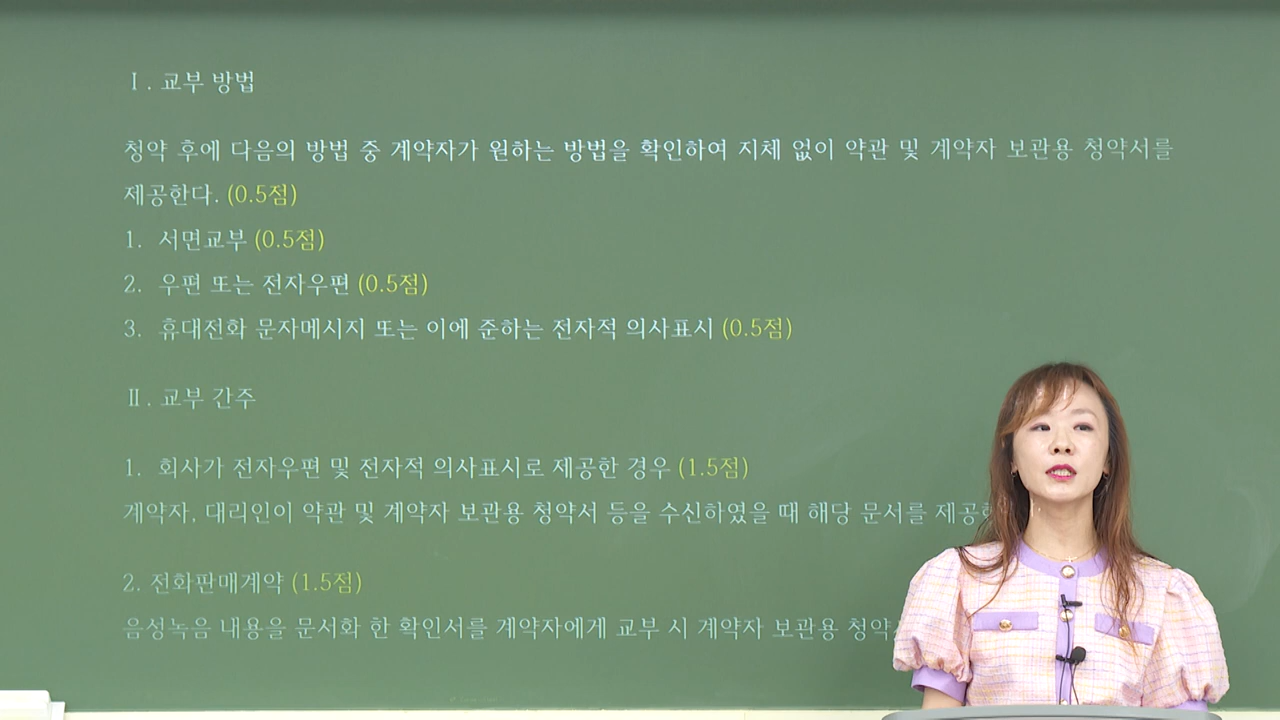 Ⅰ. 교부 방법
청약 후에 다음의 방법 중 계약자가 원하는 방법을 확인하여 지체 없이 약관 및 계약자 보관용 청약서를
제공한다. (0.5점)
1. 서면교부 (0.5점)
2. 우편 또는 전자우편 (0.5점)
3. 휴대전화 문자메시지 또는 이에 준하는 전자적 의사표시 (0.5점)
Ⅱ. 교부 간주
1. 회사가 전자우편 및 전자적 의사표시로 제공한 경우 (1.5점)
계약자, 대리인이 약관 및 계약자 보관용 청약서 등을 수신하였을 때 해당 문서를
2. 전화판매계약 (1.5점)
음성녹음 내용을 문서화 한 확인서를 계약자에게 교부 시 계약자 보관용